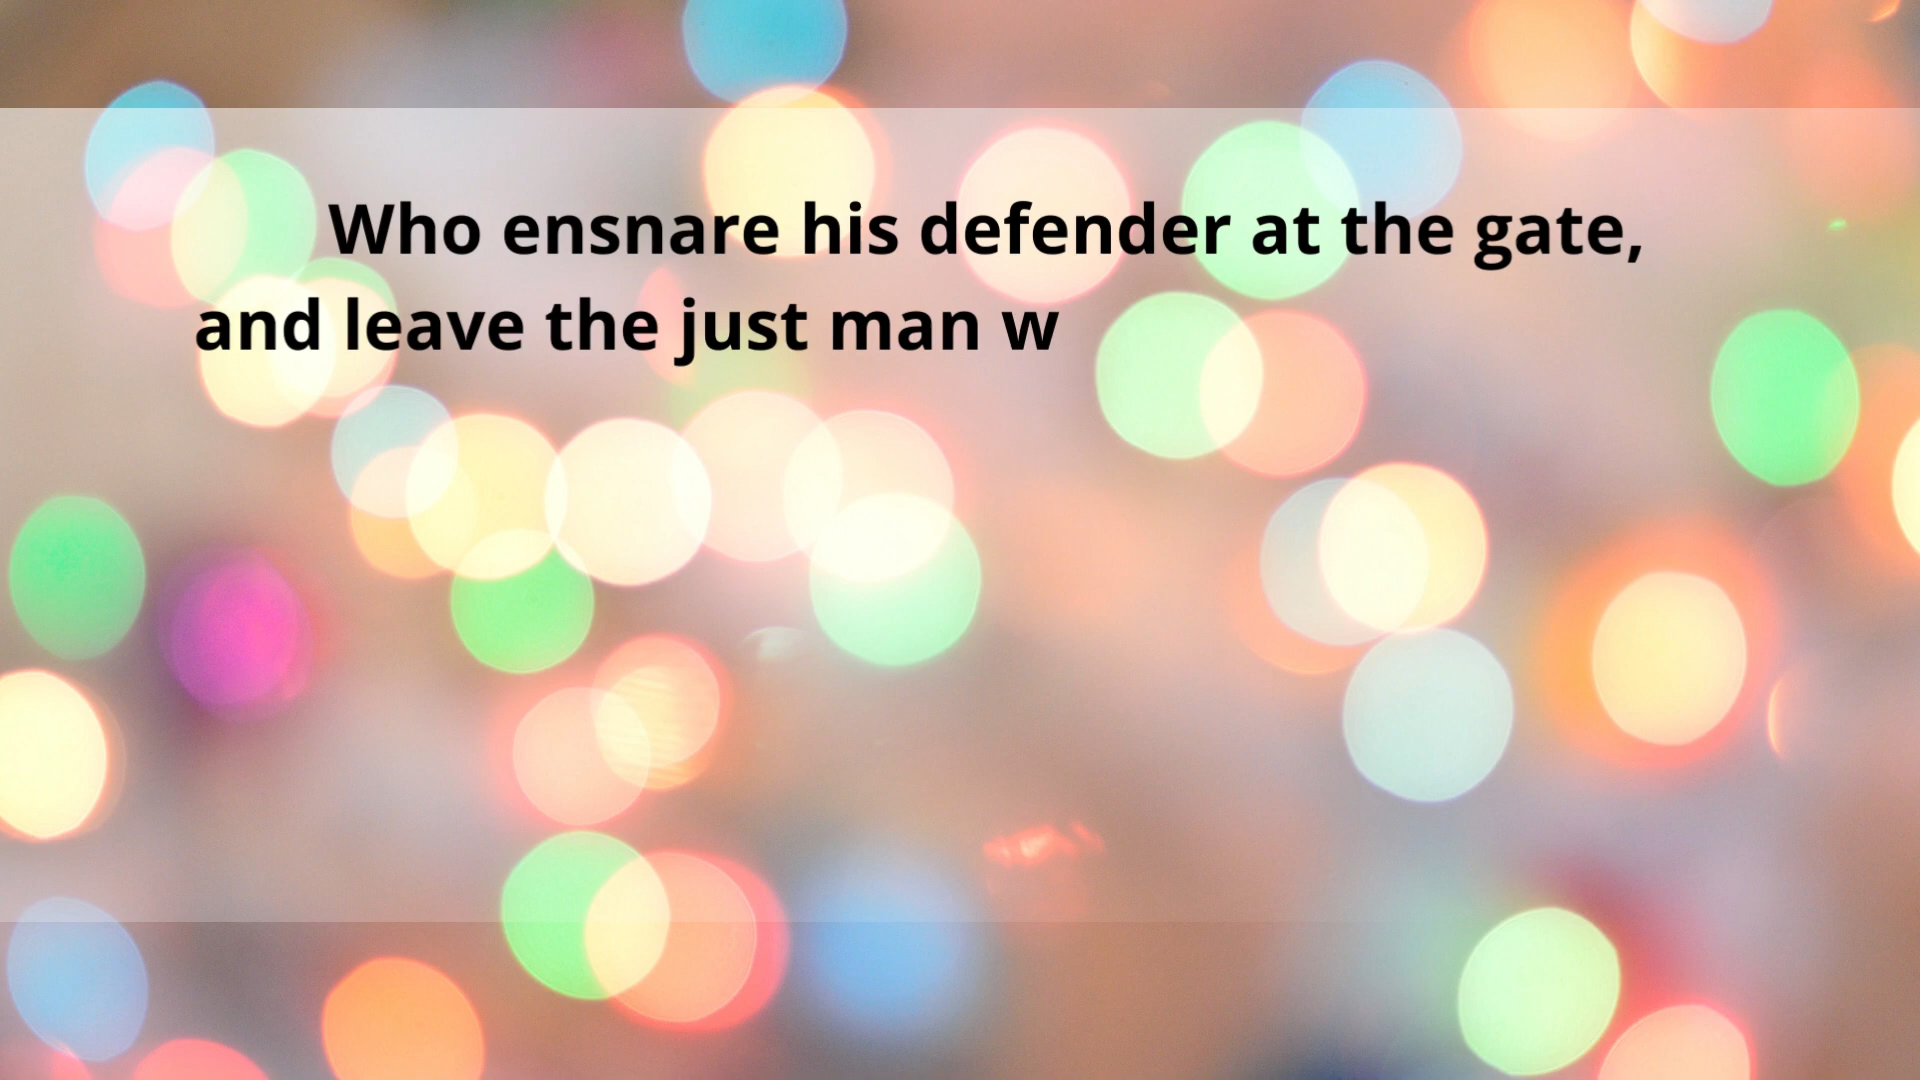 Who ensnare his defender at the gate,
and leave the just man w